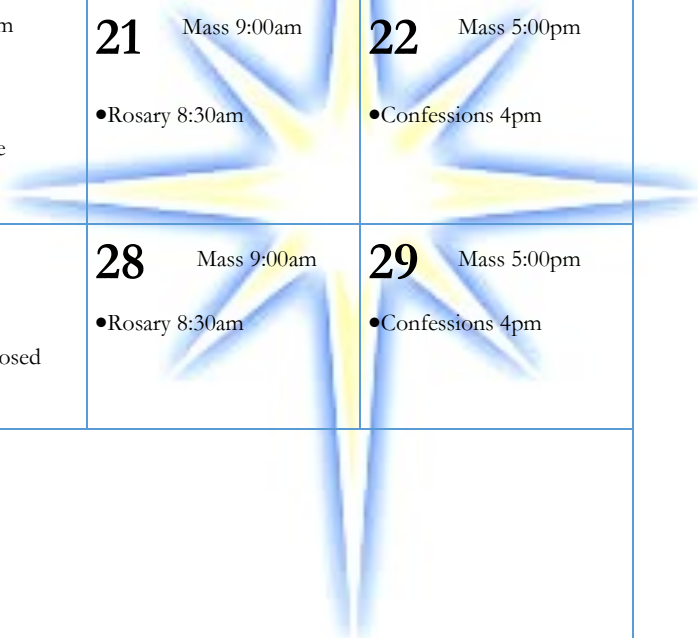 m
21 Mass 9:00am
22 Mass 5:00pm
•Rosary 8:30am
•Confessions 4pm
e
28 Mass 9:00am
29 Mass 5:00pm
•Rosary 8:30am
•Confessions 4pm
osed